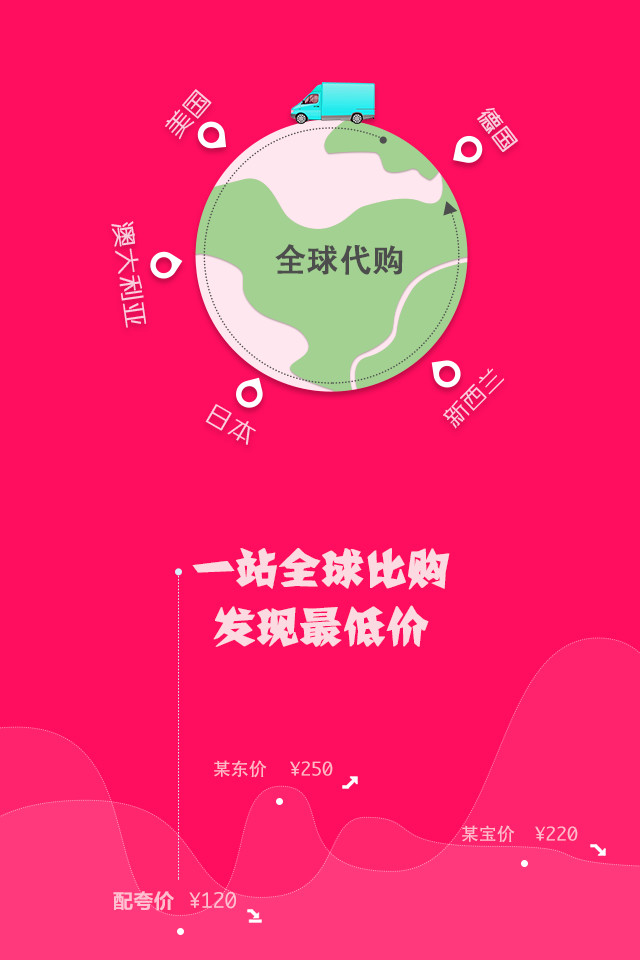 美国
德国
澳大利亚
全球代购
日本
新西兰
一站全球比购
发现最低价
某东价 ¥250
某宝价 ¥220
配夸价 ¥120